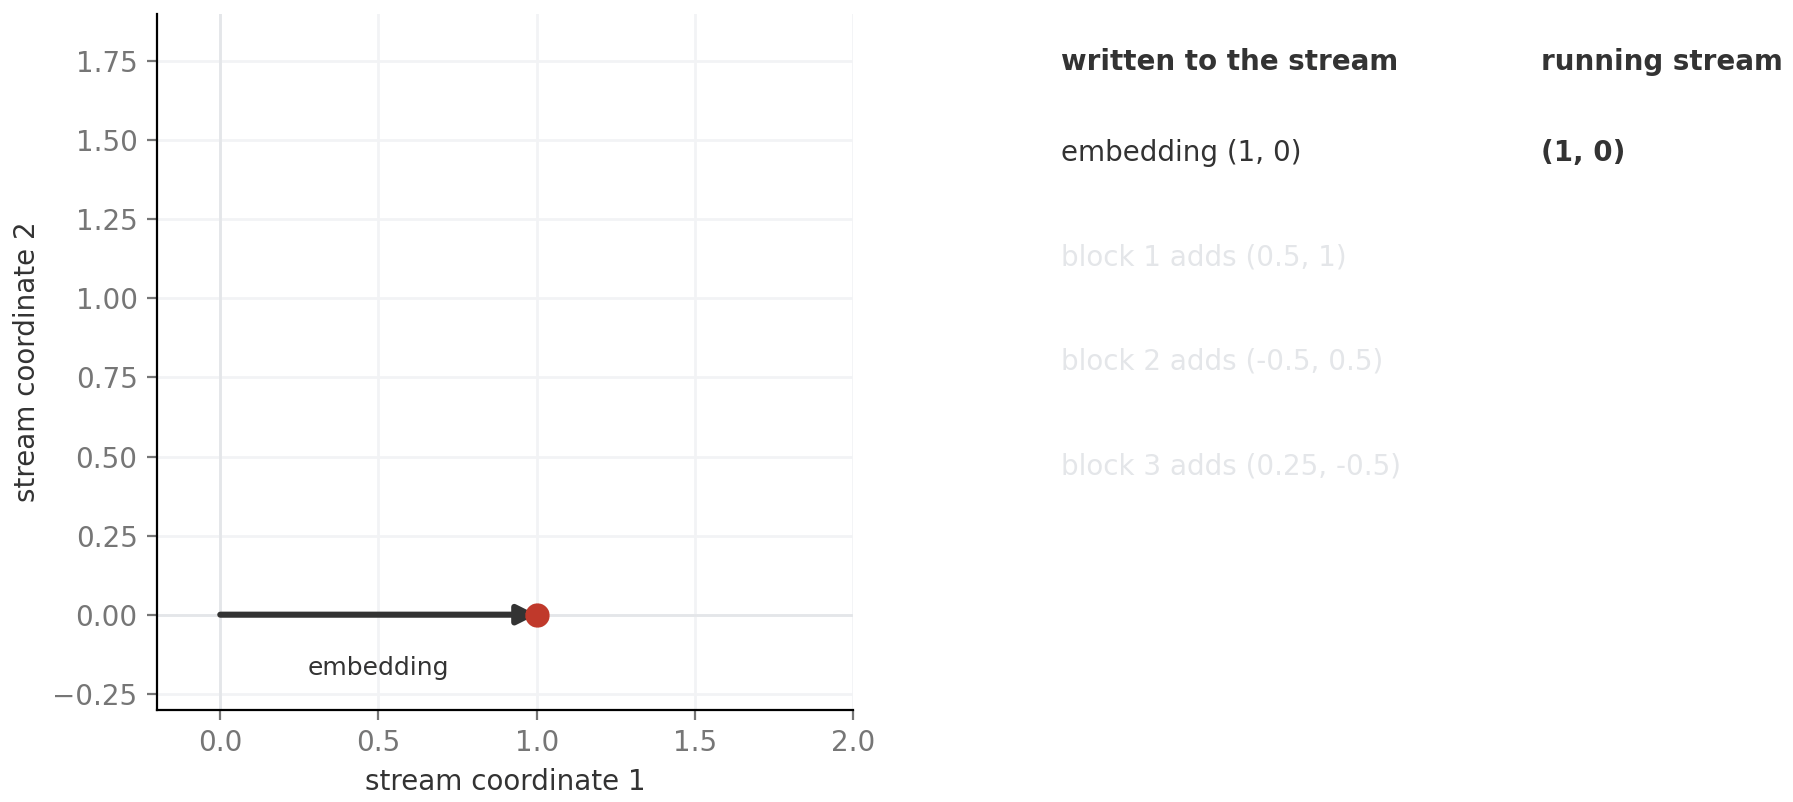 1.75
1.50
1.25
1.00
0.75
0.50
0.25
0.00
−0.25
stream coordinate 2
embedding
0.0 0.5 1.0 1.5 2.0
stream coordinate 1
written to the stream running stream
embedding (1, 0) (1, 0)
block 1 adds (0.5, 1)
block 2 adds (-0.5, 0.5)
block 3 adds (0.25, -0.5)